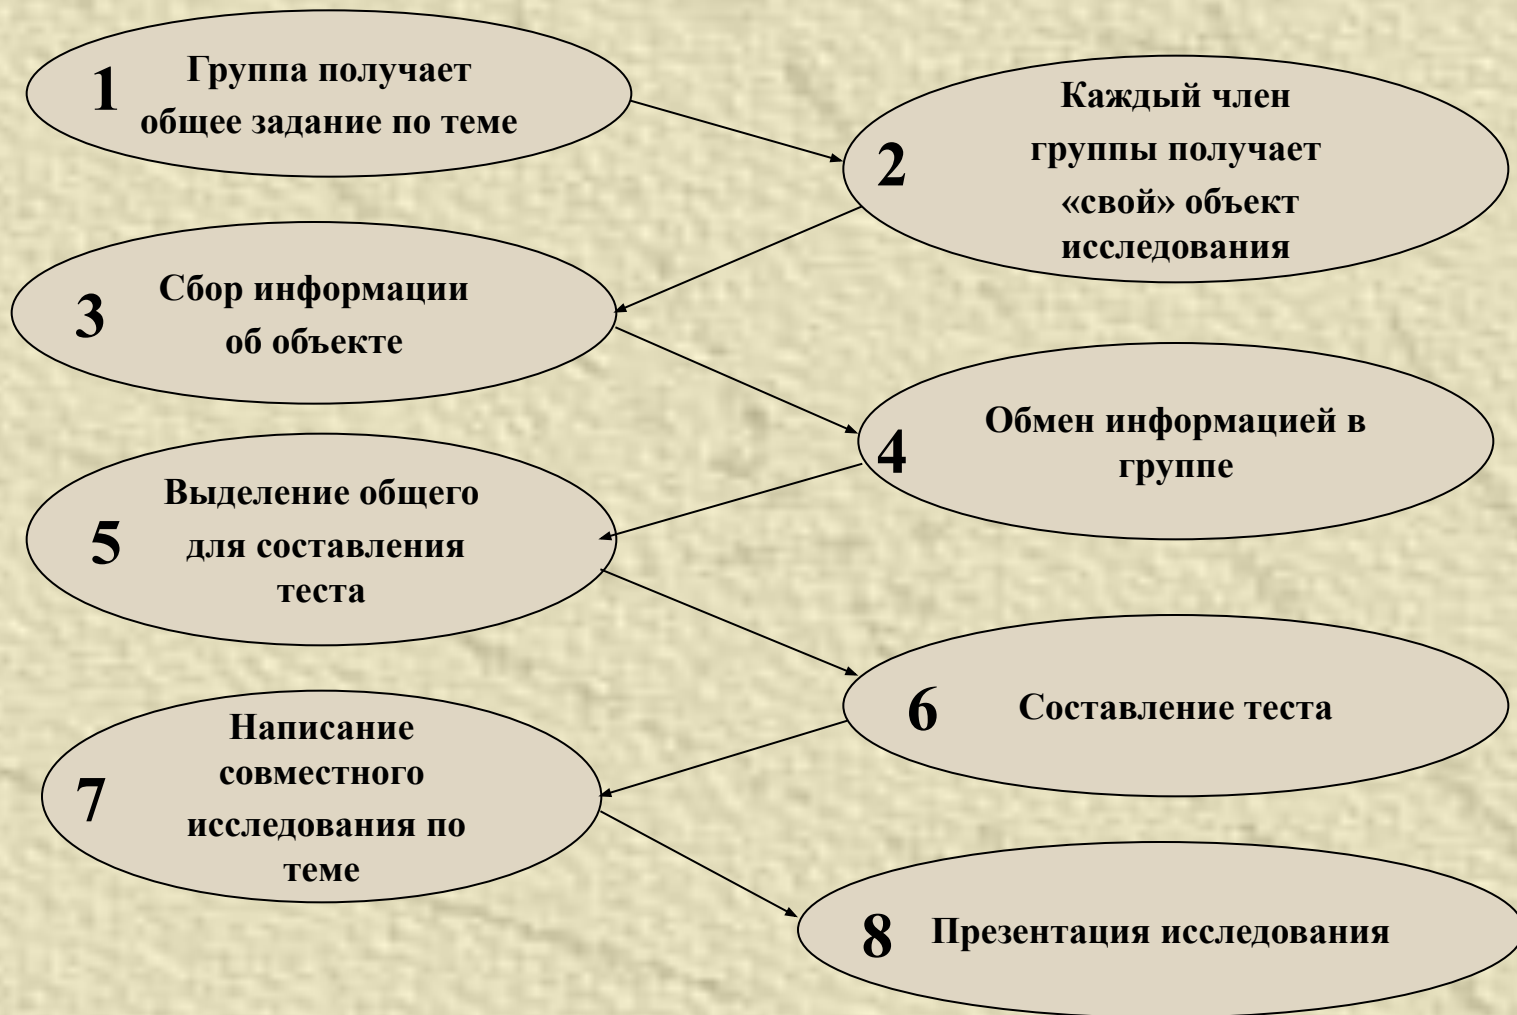 1
Группа получает
общее задание по теме
2
Каждый член
группы получает
«свой» объект
исследования
3
Сбор информации
об объекте
4
Обмен информацией в
группе
5
Выделение общего
для составления
теста
6
Составление теста
7
Написание
совместного
исследования по
теме
8
Презентация исследования